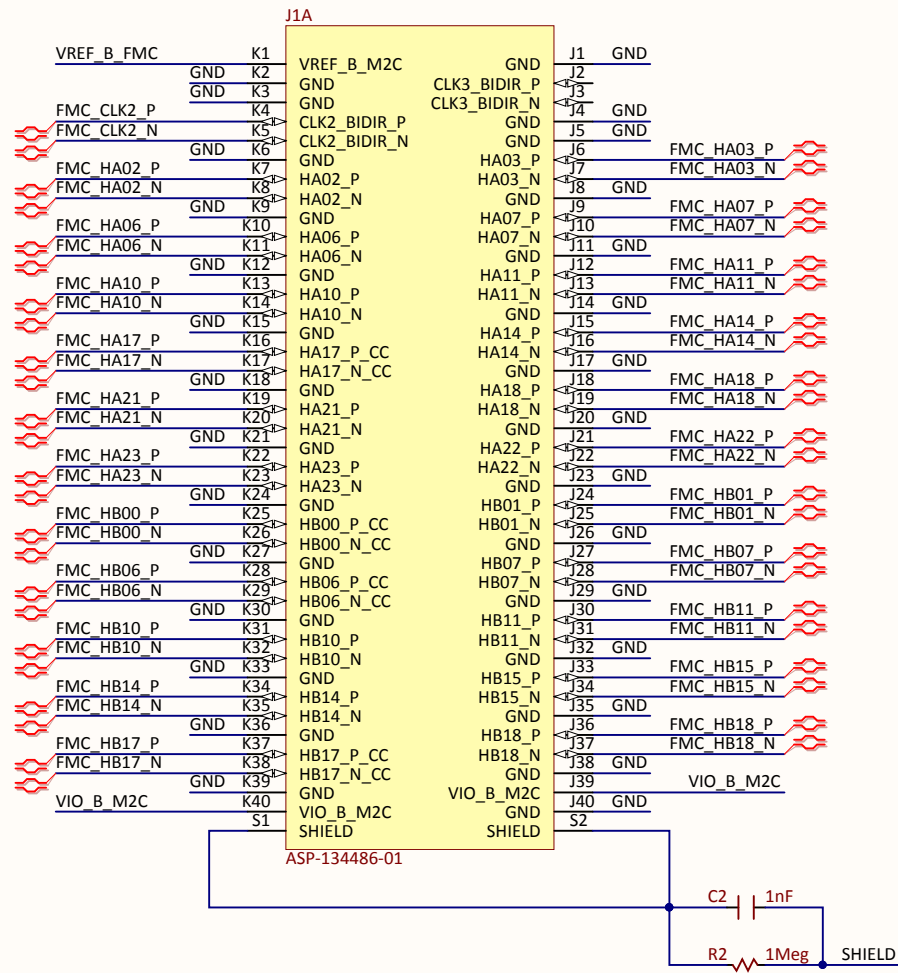 J1A
VREF_B_FMC K1 VREF_B_M2C GND J1 GND
GND K2 GND CLK3_BIDIR_P J2
GND K3 GND CLK3_BIDIR_N J3
FMC_CLK2_P K4 CLK2_BIDIR_P GND J4 GND
FMC_CLK2_N K5 CLK2_BIDIR_N GND J5 GND
GND K6 GND HA03_P J6 FMC_HA03_P
FMC_HA02_P K7 HA02_P HA03_N J7 FMC_HA03_N
FMC_HA02_N K8 HA02_N GND J8 GND
GND K9 GND HA07_P J9 FMC_HA07_P
FMC_HA06_P K10 HA06_P HA07_N J10 FMC_HA07_N
FMC_HA06_N K11 HA06_N GND J11 GND
GND K12 GND HA11_P J12 FMC_HA11_P
FMC_HA10_P K13 HA10_P HA11_N J13 FMC_HA11_N
FMC_HA10_N K14 HA10_N GND J14 GND
GND K15 GND HA14_P J15 FMC_HA14_P
FMC_HA17_P K16 HA17_P_CC HA14_N J16 FMC_HA14_N
FMC_HA17_N K17 HA17_N_CC GND J17 GND
GND K18 GND HA18_P J18 FMC_HA18_P
FMC_HA21_P K19 HA21_P HA18_N J19 FMC_HA18_N
FMC_HA21_N K20 HA21_N GND J20 GND
GND K21 GND HA22_P J21 FMC_HA22_P
FMC_HA23_P K22 HA23_P HA22_N J22 FMC_HA22_N
FMC_HA23_N K23 HA23_N GND J23 GND
GND K24 GND HB01_P J24 FMC_HB01_P
FMC_HB00_P K25 HB00_P_CC HB01_N J25 FMC_HB01_N
FMC_HB00_N K26 HB00_N_CC GND J26 GND
GND K27 GND HB07_P J27 FMC_HB07_P
FMC_HB06_P K28 HB06_P_CC HB07_N J28 FMC_HB07_N
FMC_HB06_N K29 HB06_N_CC GND J29 GND
GND K30 GND HB11_P J30 FMC_HB11_P
FMC_HB10_P K31 HB10_P HB11_N J31 FMC_HB11_N
FMC_HB10_N K32 HB10_N GND J32 GND
GND K33 GND HB15_P J33 FMC_HB15_P
FMC_HB14_P K34 HB14_P HB15_N J34 FMC_HB15_N
FMC_HB14_N K35 HB14_N GND J35 GND
GND K36 GND HB18_P J36 FMC_HB18_P
FMC_HB17_P K37 HB17_P_CC HB18_N J37 FMC_HB18_N
FMC_HB17_N K38 HB17_N_CC GND J38 GND
GND K39 GND VIO_B_M2C J39 VIO_B_M2C
VIO_B_M2C K40 VIO_B_M2C GND J40 GND
S1 SHIELD SHIELD S2
ASP-134486-01
C2 1nF
R2 1Meg SHIELD